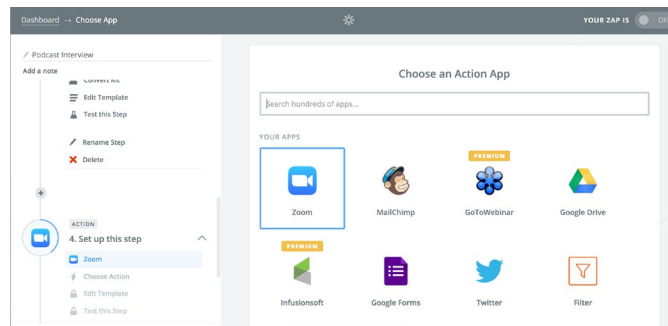 Dashboard → Choose App
YOUR ZAP IS
Podcast Interview
Add a note
Convert Kit
Edit Template
Test this Step
Rename Step
Delete
ACTION
4. Set up this step
Zoom
Choose Action
Edit Template
Test this Step
Choose an Action App
Search hundreds of apps...
YOUR APPS
PREMIUM
Zoom
MailChimp
GoToWebinar
Google Drive
PREMIUM
Infusionsoft
Google Forms
Twitter
Filter